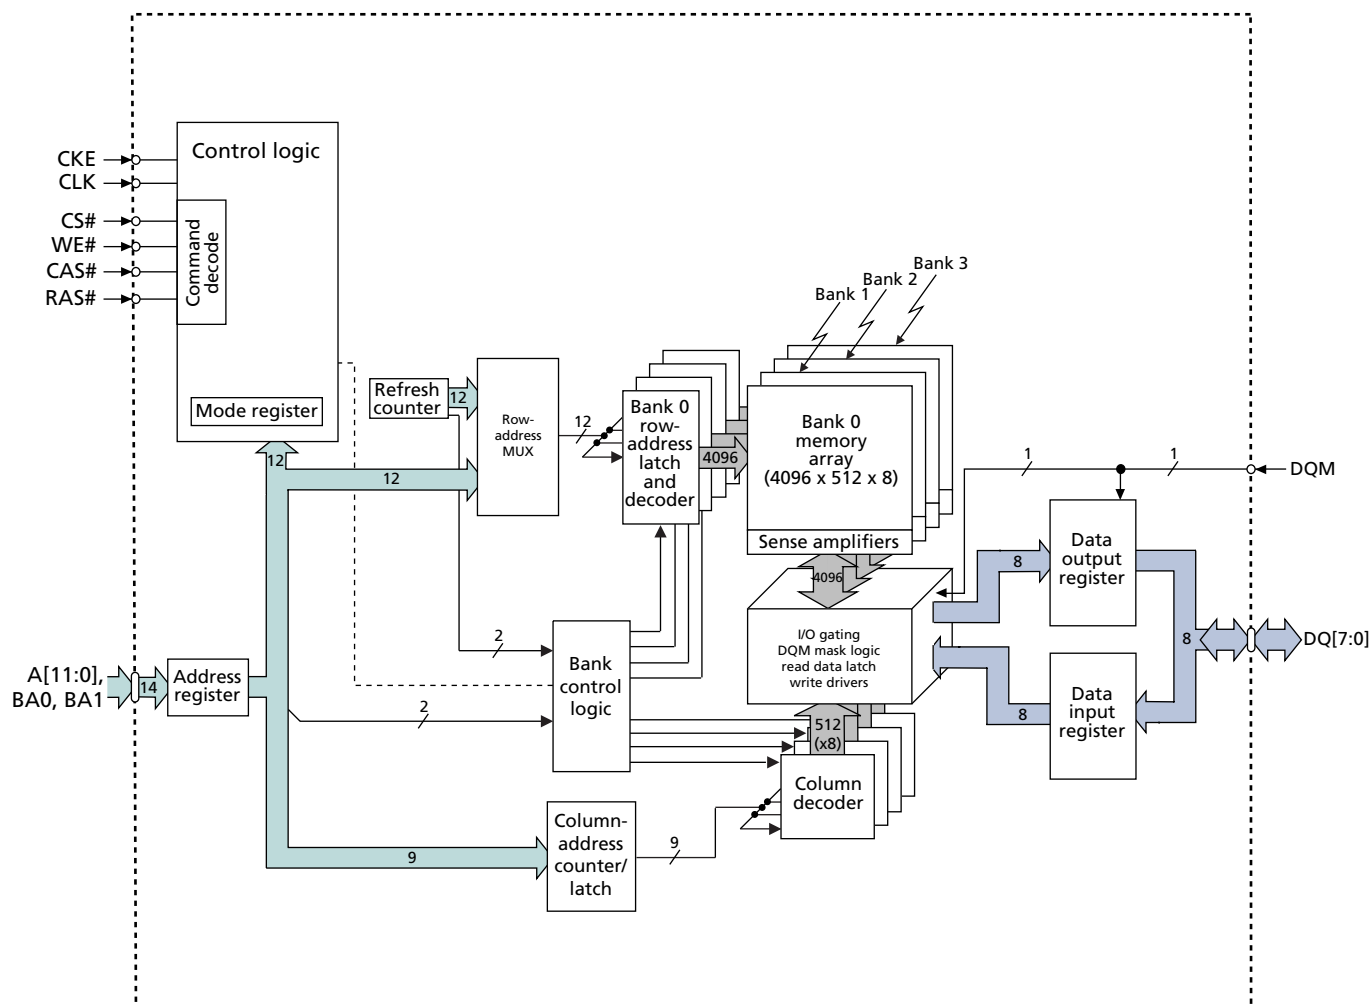 Control logic
CKE
CLK
CS#
WE#
CAS#
RAS#
Command
decode
Mode register
Bank 3
Bank 2
Bank 1
Refresh
counter
12
Row-
address
MUX
12
Bank 0
row-
address
latch
and
decoder
4096
Bank 0
memory
array
(4096 x 512 x 8)
Sense amplifiers
12
12
1
1
DQM
4096
8
Data
output
register
I/O gating
DQM mask logic
read data latch
write drivers
8
DQ[7:0]
2
Bank
control
logic
A[11:0],
BA0, BA1
14
Address
register
2
8
Data
input
register
512
(x8)
Column
decoder
9
Column-
address
counter/
latch
9